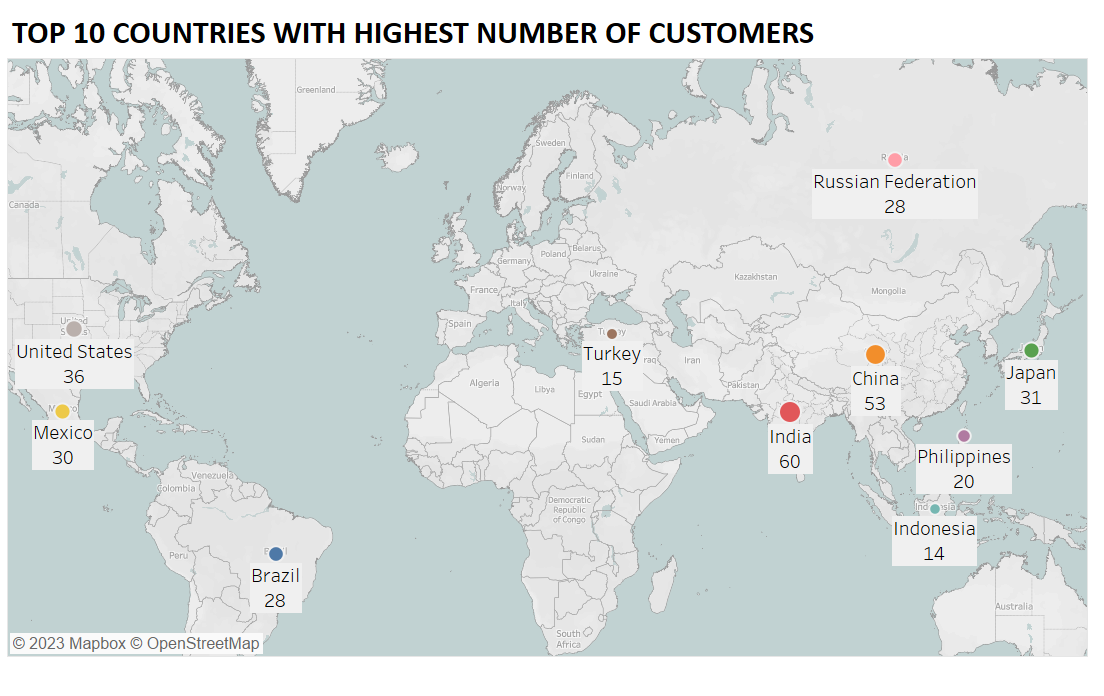 TOP 10 COUNTRIES WITH HIGHEST NUMBER OF CUSTOMERS
Greenland
Sweden
Finland
Norway
Russian Federation
28
Canada
Belarus
Poland
Germany
Ukraine
Kazakhstan
Mongolia
France
Italy
Spain
United States
36
Turkey
15
Iran
China
53
Japan
31
Pakistan
Algeria
Libya
Egypt
Saudi Arabia
Mexico
30
India
60
Sudan
Yemen
Philippines
20
Venezuela
Colombia
Democratic
Republic
of Congo
Indonesia
14
Peru
Brazil
28
Australia
South
Africa
© 2023 Mapbox © OpenStreetMap